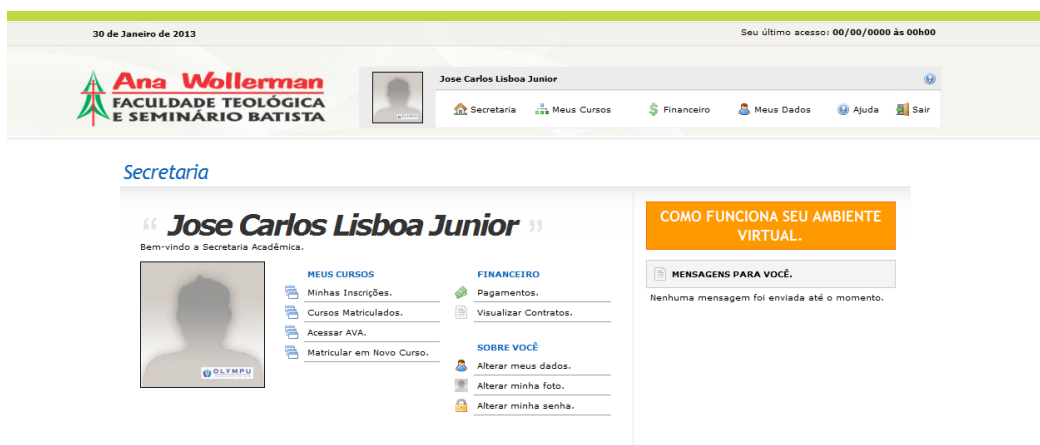 30 de Janeiro de 2013
Seu último acesso: 00/00/0000 às 00h00
Ana Wollerman
FACULDADE TEOLÓGICA
E SEMINÁRIO BATISTA
Jose Carlos Lisboa Junior
Secretaria Meus Cursos Financeiro Meus Dados Ajuda Sair
Secretaria
“ Jose Carlos Lisboa Junior ”
Bem-vindo a Secretaria Acadêmica.
OLYMPU
MEUS CURSOS
Minhas Inscrições.
Cursos Matriculados.
Acessar AVA.
Matricular em Novo Curso.
FINANCEIRO
Pagamentos.
Visualizar Contratos.
SOBRE VOCÊ
Alterar meus dados.
Alterar minha foto.
Alterar minha senha.
COMO FUNCIONA SEU AMBIENTE
VIRTUAL.
MENSAGENS PARA VOCÊ.
Nenhuma mensagem foi enviada até o momento.